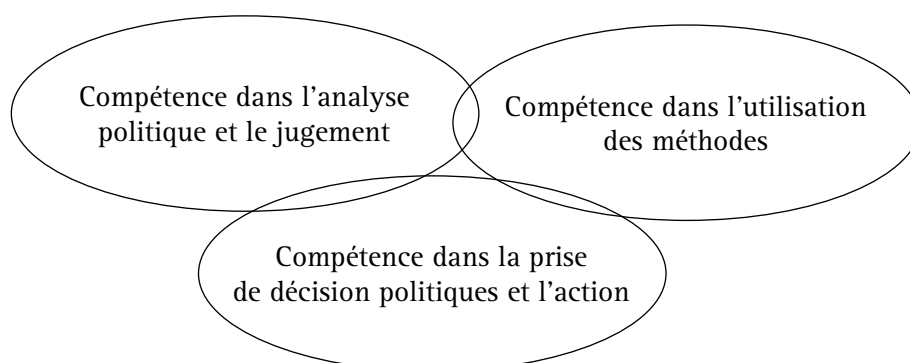 Compétence dans l'analyse
politique et le jugement
Compétence dans l'utilisation
des méthodes
Compétence dans la prise
de décision politiques et l'action